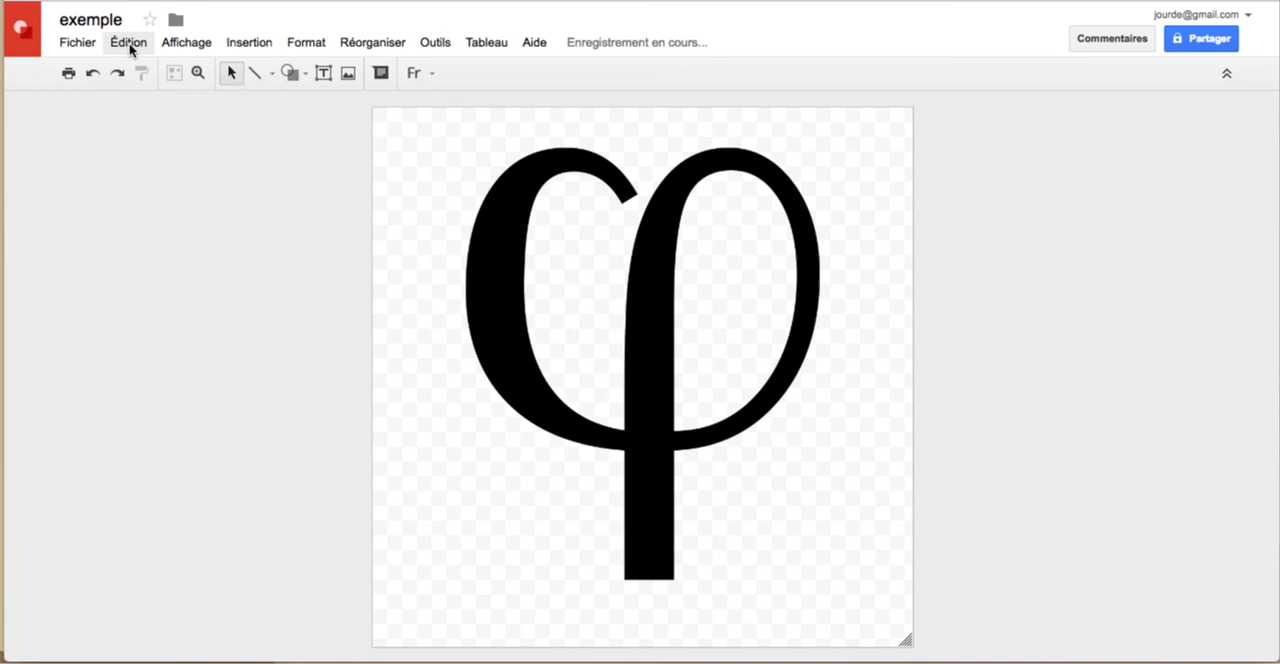 exemple
jourde@gmail.com
Fichier Édition Affichage Insertion Format Réorganiser Outils Tableau Aide Enregistrement en cours...
Commentaires Partager
T Fr
φ